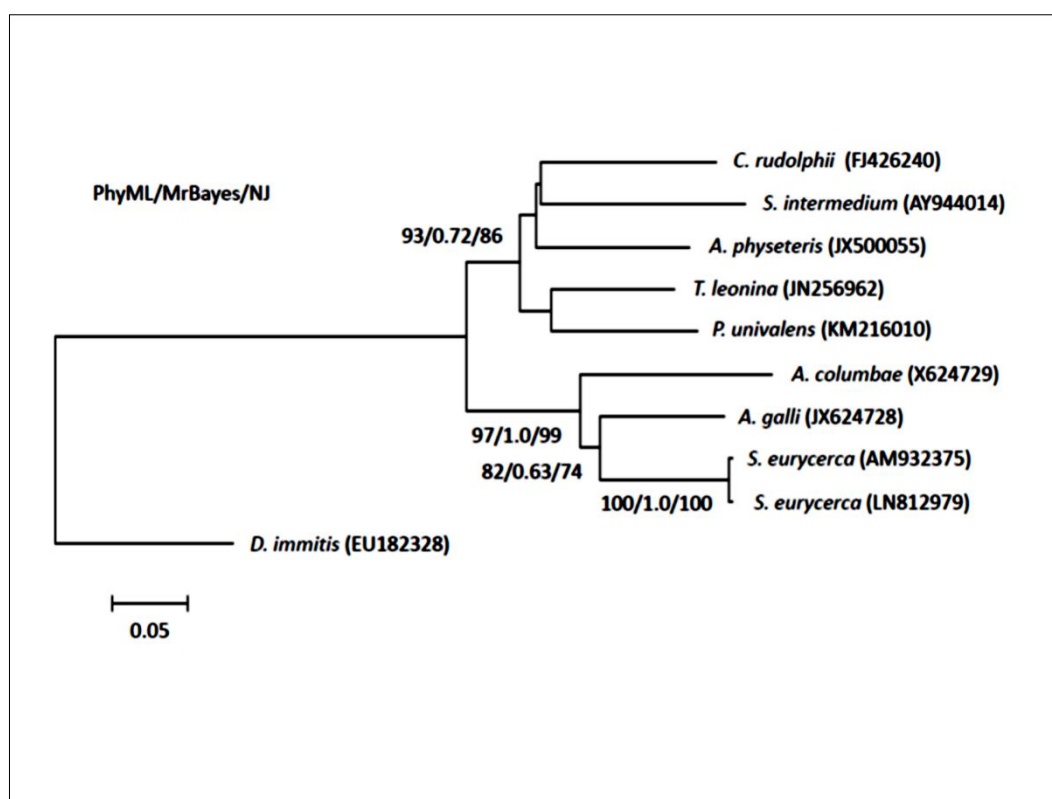 C. rudolphii (FJ426240)
PhyML/MrBayes/NJ
S. intermedium (AY944014)
93/0.72/86
A. physeteris (JX500055)
T. leonina (JN256962)
P. univalens (KM216010)
A. columbae (X624729)
A. galli (JX624728)
97/1.0/99
S. eurycerca (AM932375)
82/0.63/74
100/1.0/100
S. eurycerca (LN812979)
D. immitis (EU182328)
0.05